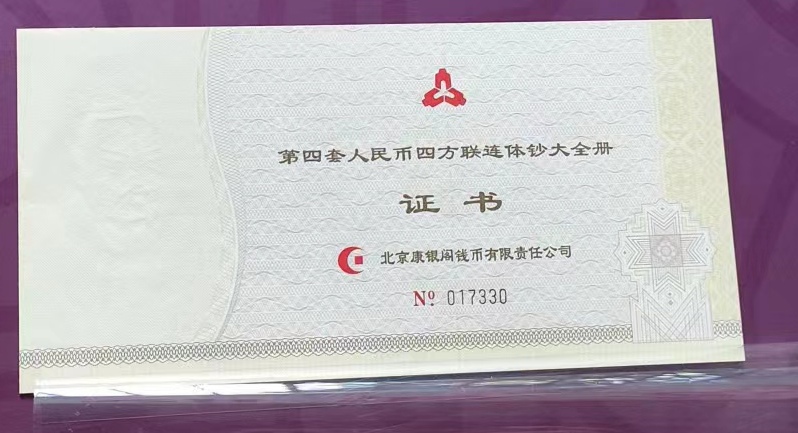 第四套人民币四方联连体钞大全册
证书
北京康银阁钱币有限责任公司
Nº 017330